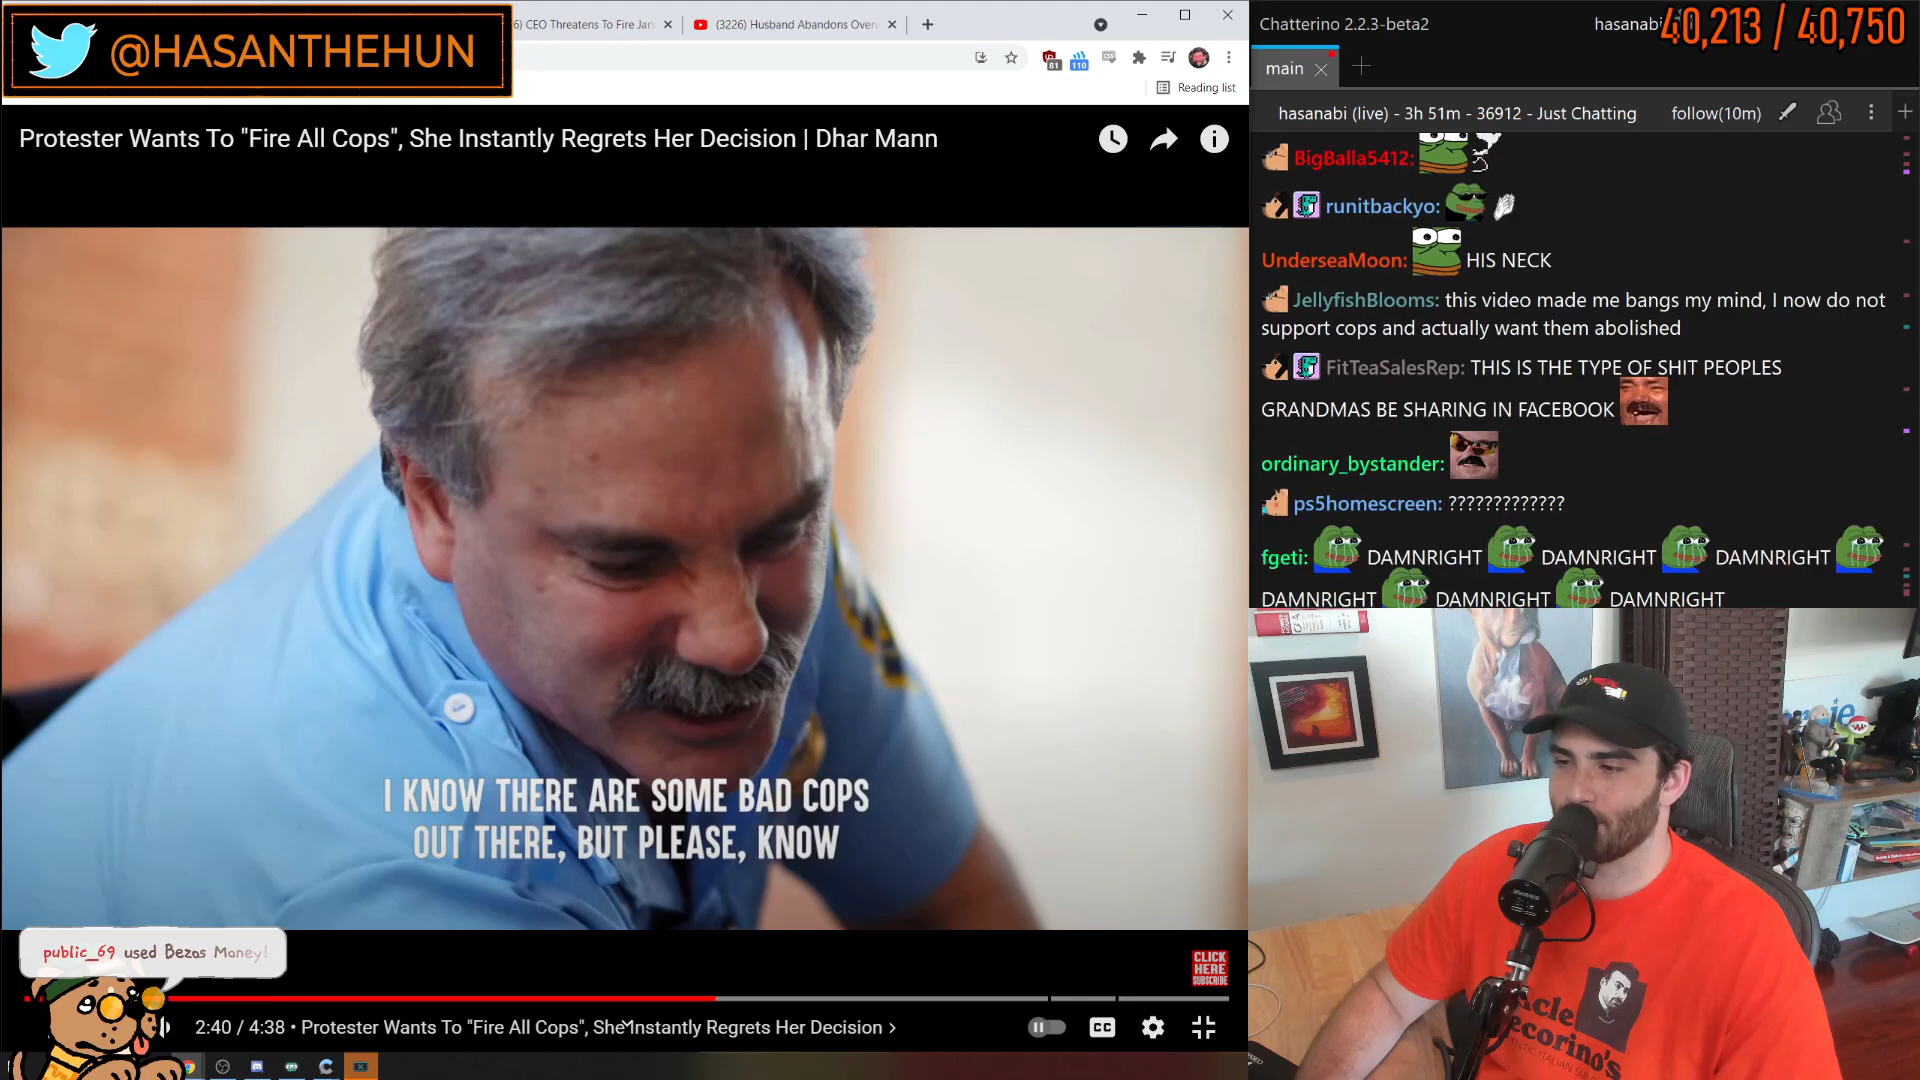 @HASANTHEHUN
CEO Threatens To Fire Jan
(3226) Husband Abandons Over
81
110
Reading list
Protester Wants To "Fire All Cops", She Instantly Regrets Her Decision | Dhar Mann
I KNOW THERE ARE SOME BAD COPS
OUT THERE, BUT PLEASE, KNOW
public_69 used Bezos Money!
CLICK
HERE
SUBSCRIBE
2:40 / 4:38 • Protester Wants To "Fire All Cops", She Instantly Regrets Her Decision
CC
Chatterino 2.2.3-beta2
hasanabi
40,213 / 40,750
main
hasanabi (live) - 3h 51m - 36912 - Just Chatting
follow(10m)
BigBalla5412:
runitbackyo:
UnderseaMoon: HIS NECK
JellyfishBlooms: this video made me bangs my mind, I now do not
support cops and actually want them abolished
FitTeaSalesRep: THIS IS THE TYPE OF SHIT PEOPLES
GRANDMAS BE SHARING IN FACEBOOK
ordinary_bystander:
ps5homescreen: ?????????????
fgeti: DAMNRIGHT DAMNRIGHT DAMNRIGHT
DAMNRIGHT DAMNRIGHT DAMNRIGHT